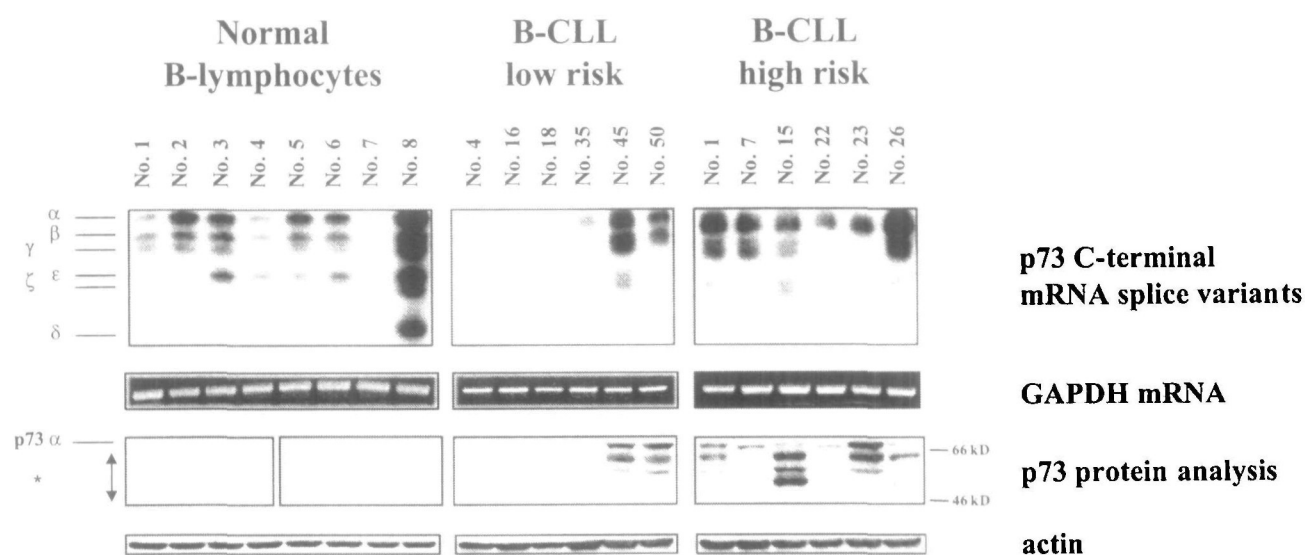 Normal
B-lymphocytes
B-CLL
low risk
B-CLL
high risk
No. 1 No. 2 No. 3 No. 4 No. 5 No. 6 No. 7 No. 8
No. 4 No. 16 No. 18 No. 35 No. 45 No. 50
No. 1 No. 7 No. 15 No. 22 No. 23 No. 26
α
β
γ
ζ ε
δ
p73 C-terminal
mRNA splice variants
GAPDH mRNA
p73 α
*
66 kD
46 kD
p73 protein analysis
actin